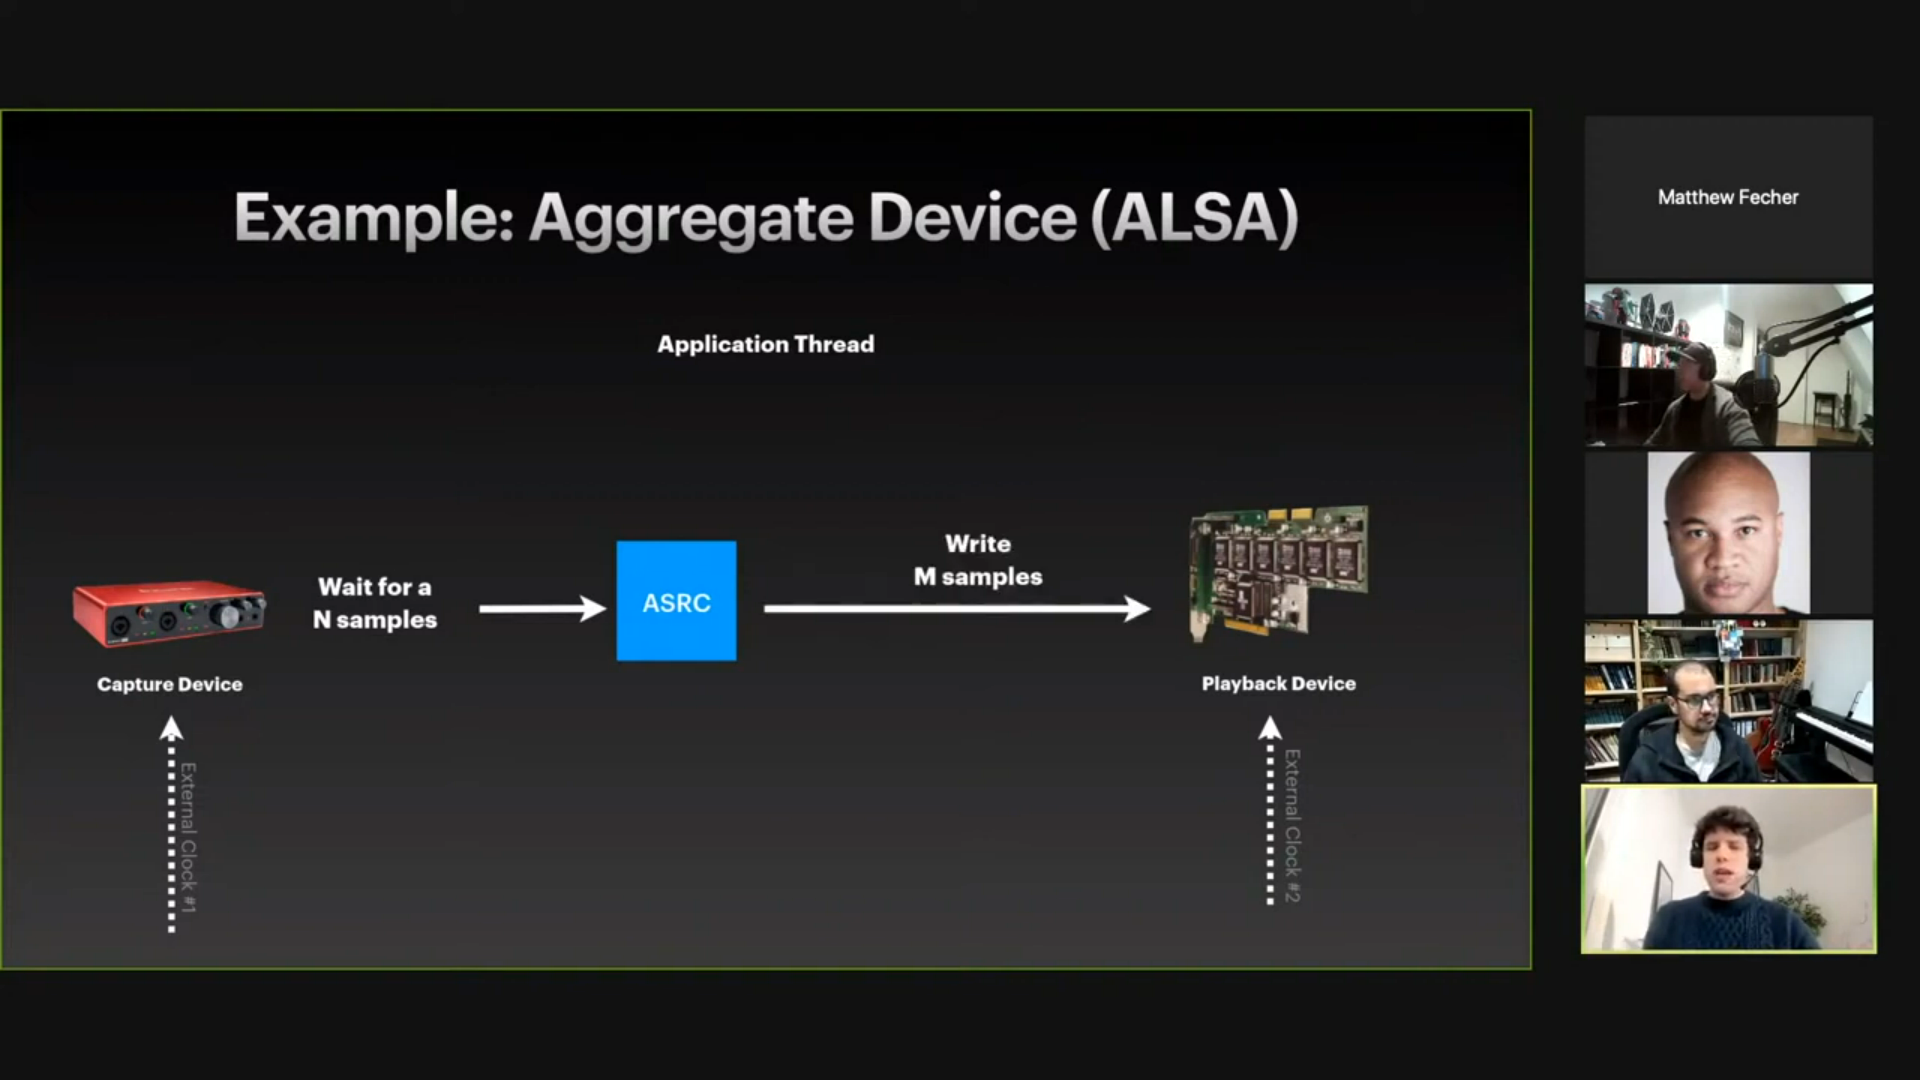 Example: Aggregate Device (ALSA)
Application Thread
Wait for a
N samples
ASRC
Write
M samples
Capture Device
Playback Device
External Clock #1
External Clock #2
Matthew Fecher